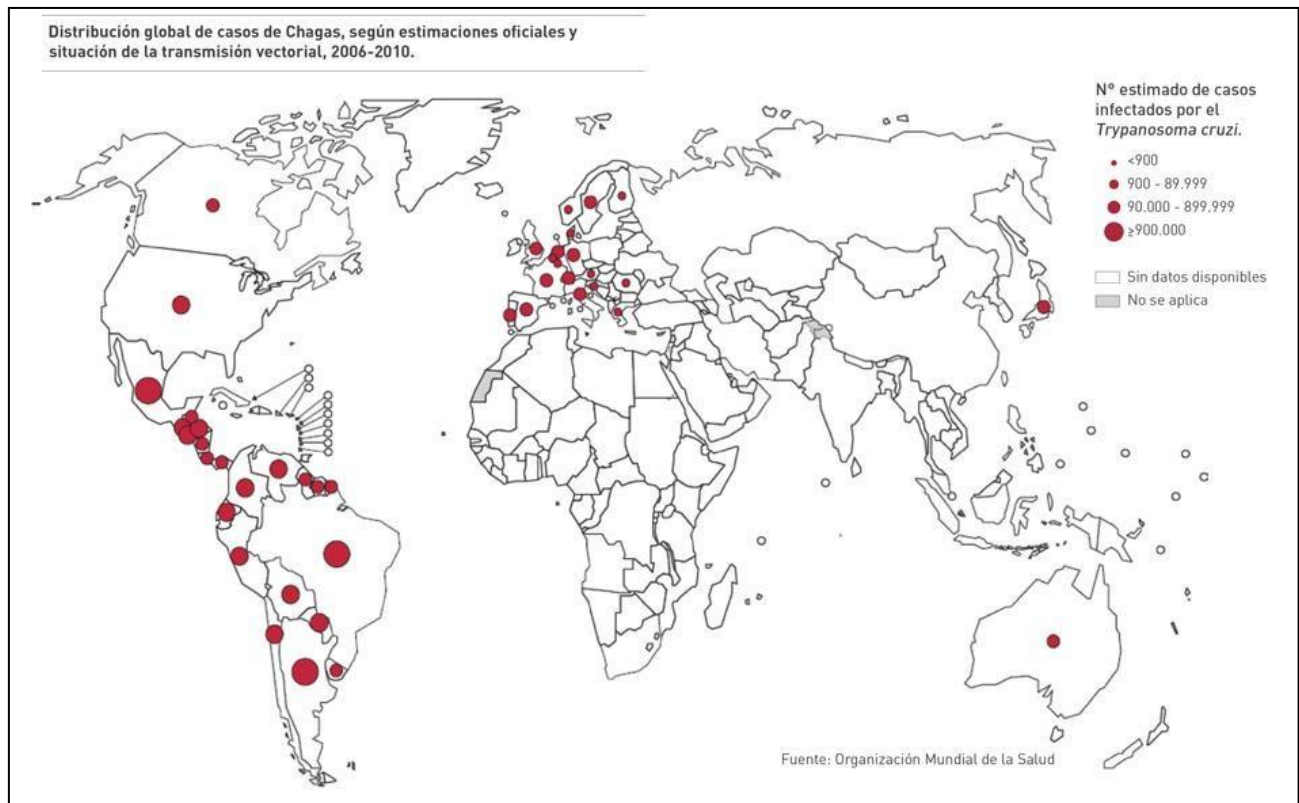 Distribución global de casos de Chagas, según estimaciones oficiales y
situación de la transmisión vectorial, 2006-2010.
N° estimado de casos
infectados por el
Trypanosoma cruzi.
<900
900 - 89.999
90.000 - 899.999
≥900.000
Sin datos disponibles
No se aplica
Fuente: Organización Mundial de la Salud